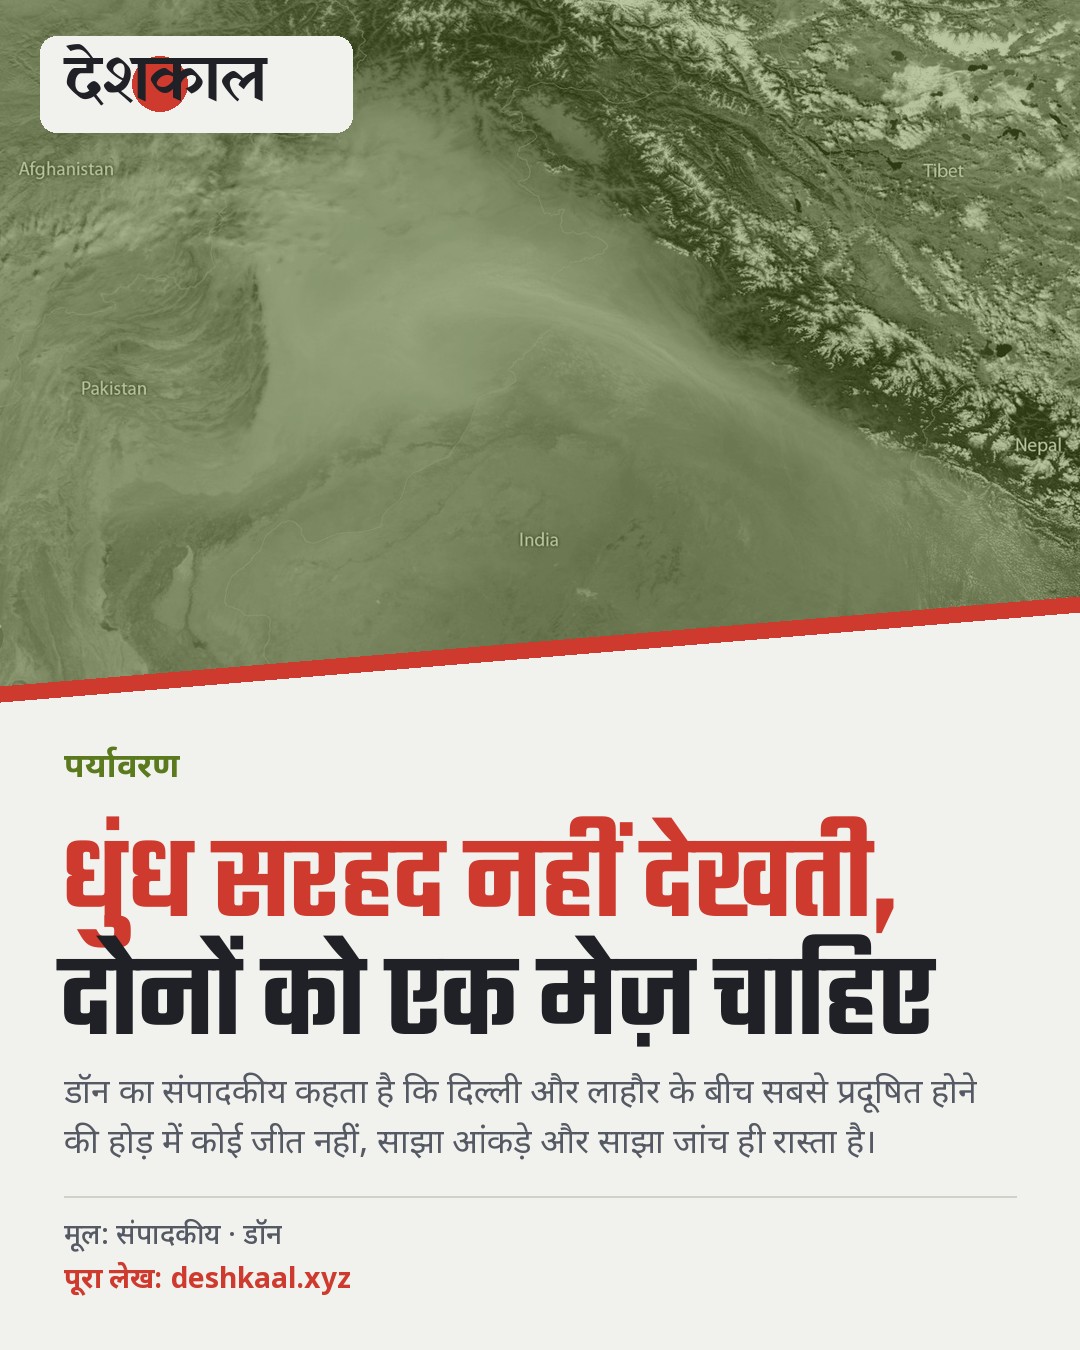 देशकाल
Afghanistan
Tibet
Pakistan
Nepal
India
पर्यावरण
धुंध सरहद नहीं देखती,
दोनों को एक मेज़ चाहिए
डॉन का संपादकीय कहता है कि दिल्ली और लाहौर के बीच सबसे प्रदूषित होने
की होड़ में कोई जीत नहीं, साझा आंकड़े और साझा जांच ही रास्ता है।
मूल: संपादकीय · डॉन
पूरा लेख: deshkaal.xyz